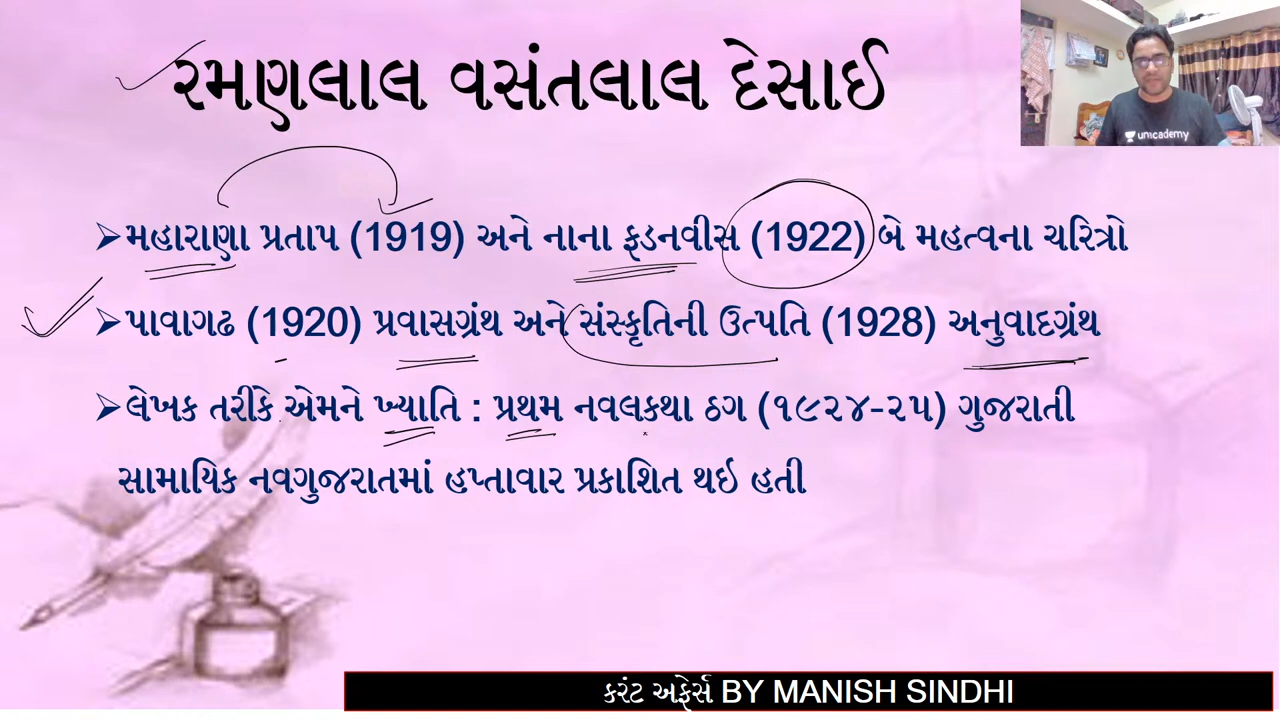 રમણલાલ વસંતલાલ દેસાઈ
unacademy
➢મહારાણા પ્રતાપ (1919) અને નાના ફડનવીસ (1922) બે મહત્વના ચરિત્રો
➢પાવાગઢ (1920) પ્રવાસગ્રંથ અને સંસ્કૃતિની ઉત્પતિ (1928) અનુવાદગ્રંથ
➢લેખક તરીકે એમને ખ્યાતિ : પ્રથમ નવલકથા ઠગ (૧૯૨૪-૨૫) ગુજરાતી
સામાયિક નવગુજરાતમાં હપ્તાવાર પ્રકાશિત થઇ હતી
કરંટ અફેર્સ BY MANISH SINDHI